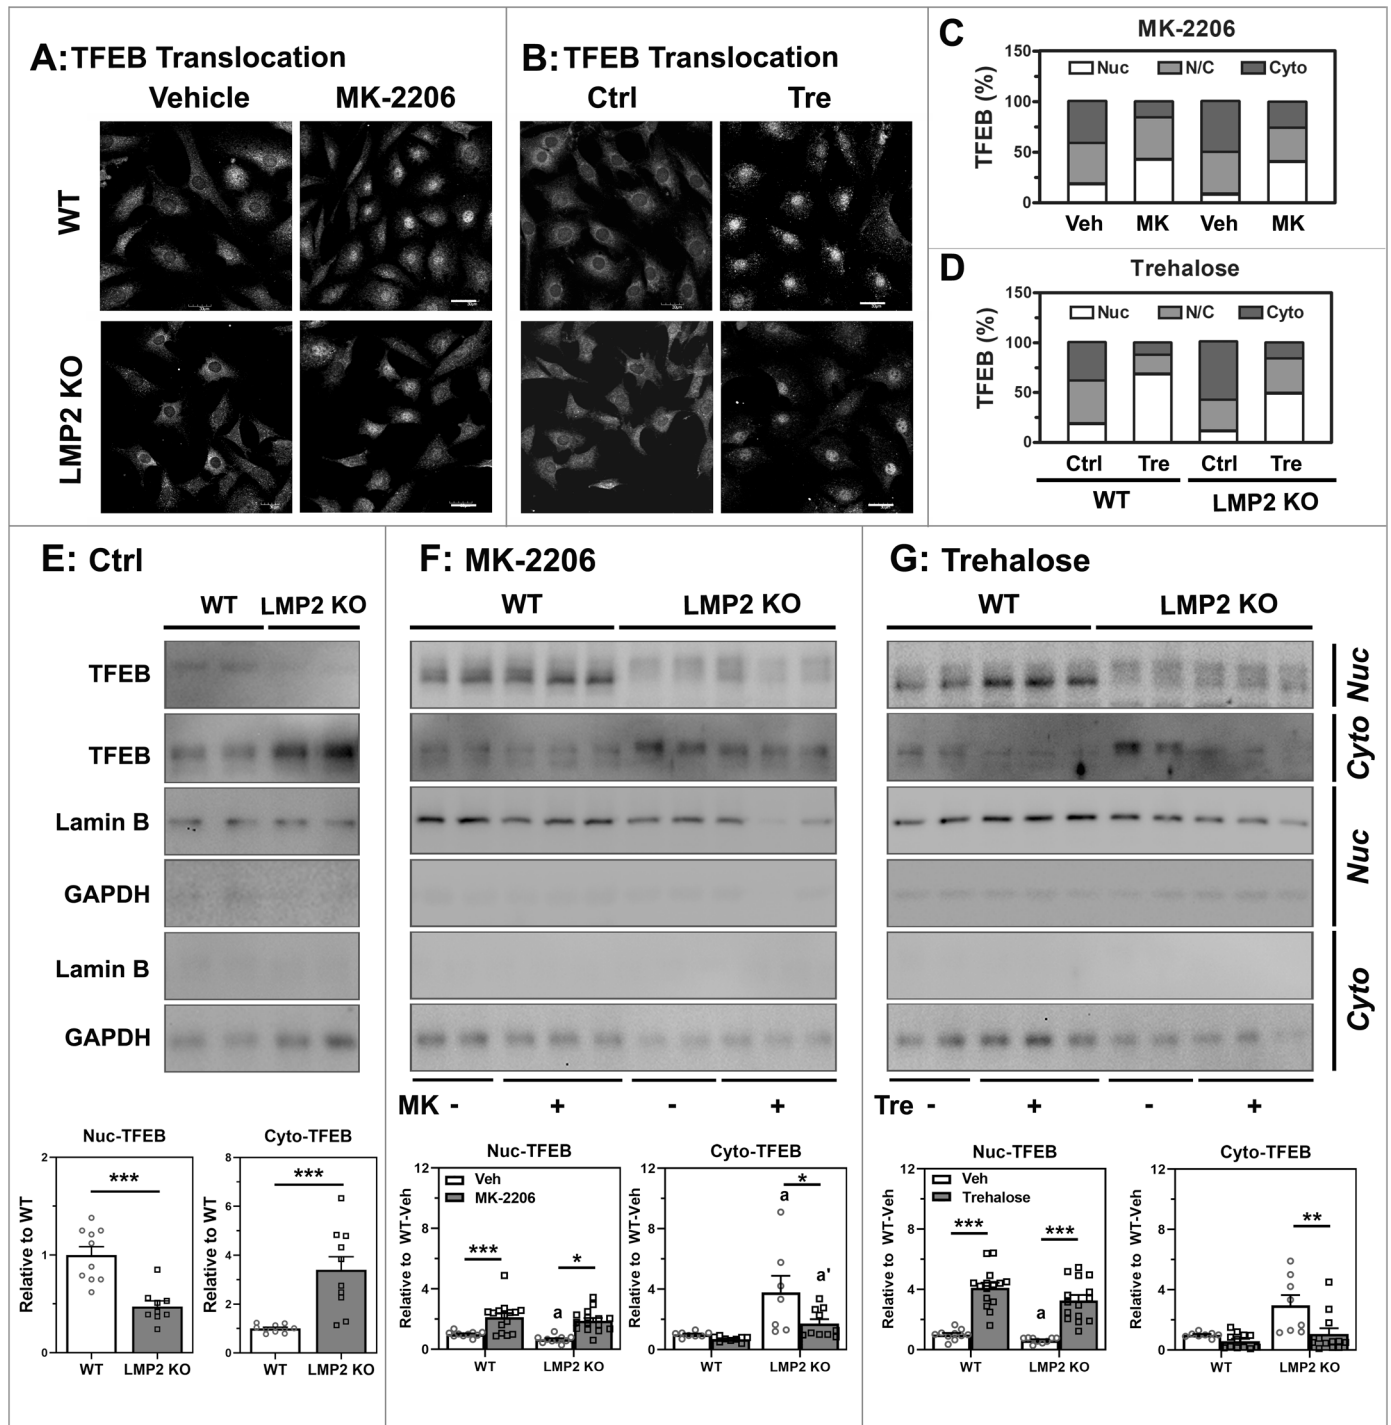 A: TFEB Translocation
Vehicle MK-2206
WT
LMP2 KO
B: TFEB Translocation
Ctrl Tre
C
MK-2206
TFEB (%)
150
100
50
0
Nuc N/C Cyto
Veh MK Veh MK
D
Trehalose
TFEB (%)
150
100
50
0
Nuc N/C Cyto
Ctrl Tre Ctrl Tre
WT LMP2 KO
E: Ctrl
WT LMP2 KO
TFEB
TFEB
Lamin B
GAPDH
Lamin B
GAPDH
F: MK-2206
WT LMP2 KO
MK - + - +
G: Trehalose
WT LMP2 KO
Nuc
Cyto
Nuc
Cyto
Tre - + - +
Nuc-TFEB
Relative to WT
2
1
0
***
WT LMP2 KO
Cyto-TFEB
Relative to WT
8
6
4
2
0
***
WT LMP2 KO
Nuc-TFEB
Relative to WT-Veh
12
8
4
0
Veh
MK-2206
***
*
a
WT LMP2 KO
Cyto-TFEB
Relative to WT-Veh
12
8
4
0
*
a
a'
WT LMP2 KO
Nuc-TFEB
Relative to WT-Veh
12
8
4
0
Veh
Trehalose
***
***
a
WT LMP2 KO
Cyto-TFEB
Relative to WT-Veh
12
8
4
0
**
WT LMP2 KO